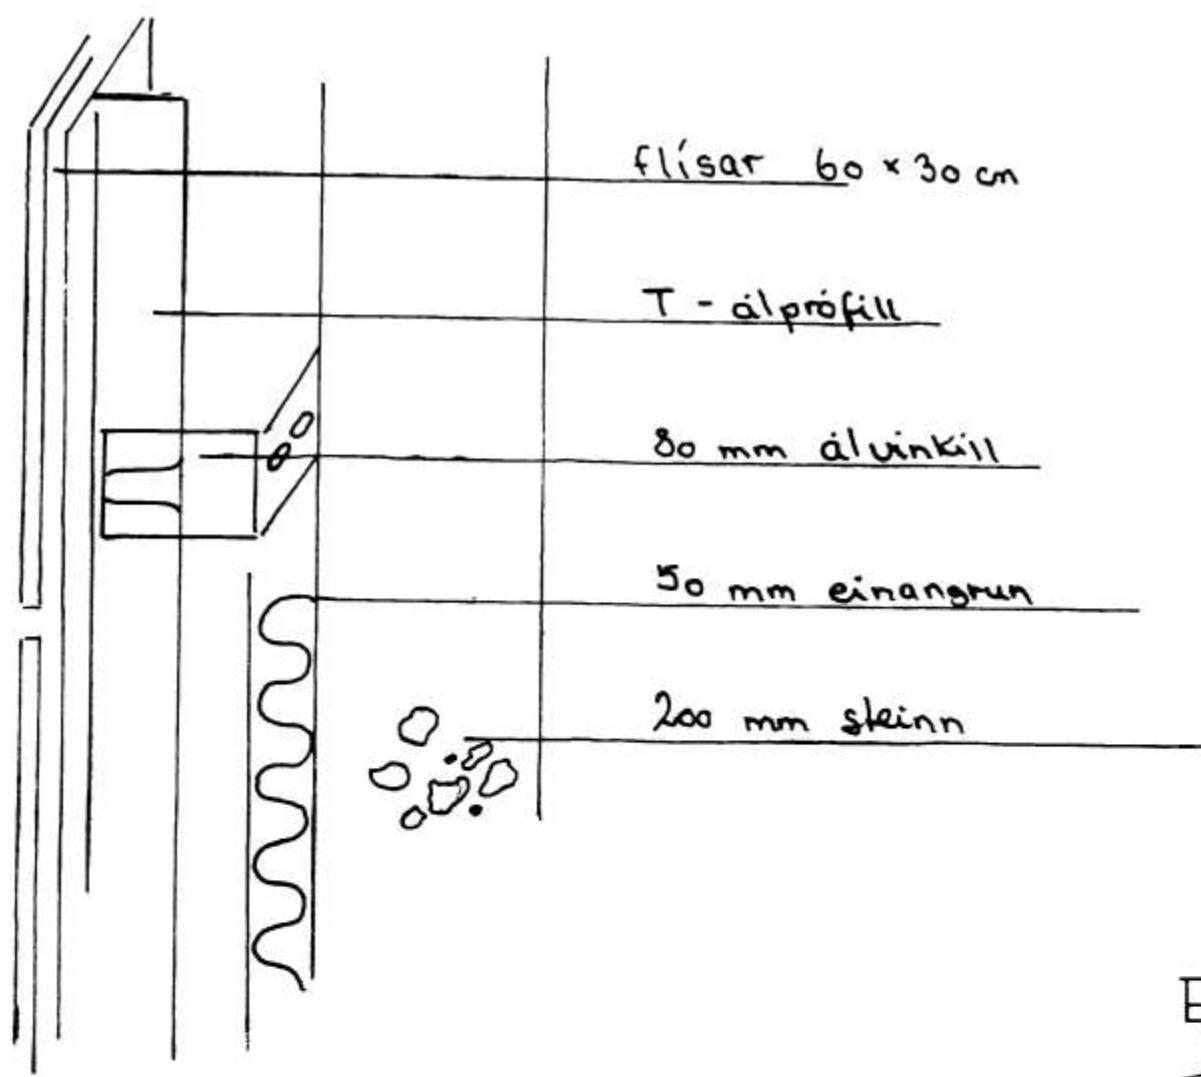 flísar 60 × 30 cm
T - álprófill
80 mm álvinkill
50 mm einangrun
200 mm steinn